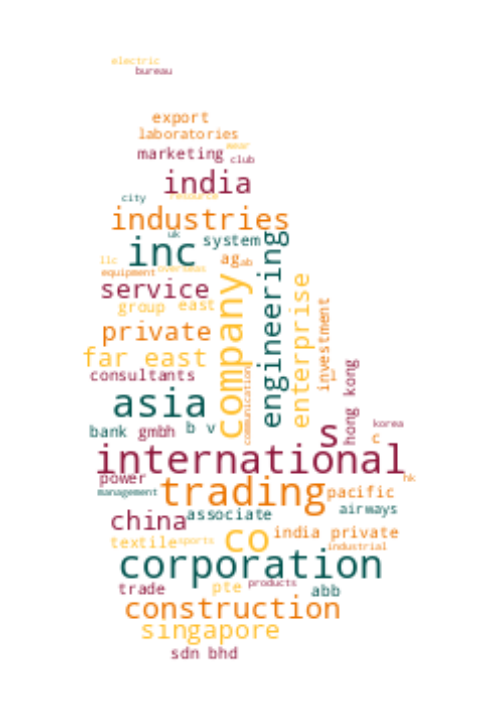 electric
bureau
export
laboratories
wear
marketing
club
india
city
resource
industries
uk
inc
system
llc
ag
ab
equipment
overseas
service
company
engineering
enterprise
group
east
investment
private
far east
communication
consultants
hong kong
asia
bank
gmbh
b v
s
korea
c
international
power
hk
management
trading
pacific
airways
china
associate
co
india private
textile
sports
industrial
corporation
trade
products
pte
abb
construction
singapore
sdn bhd